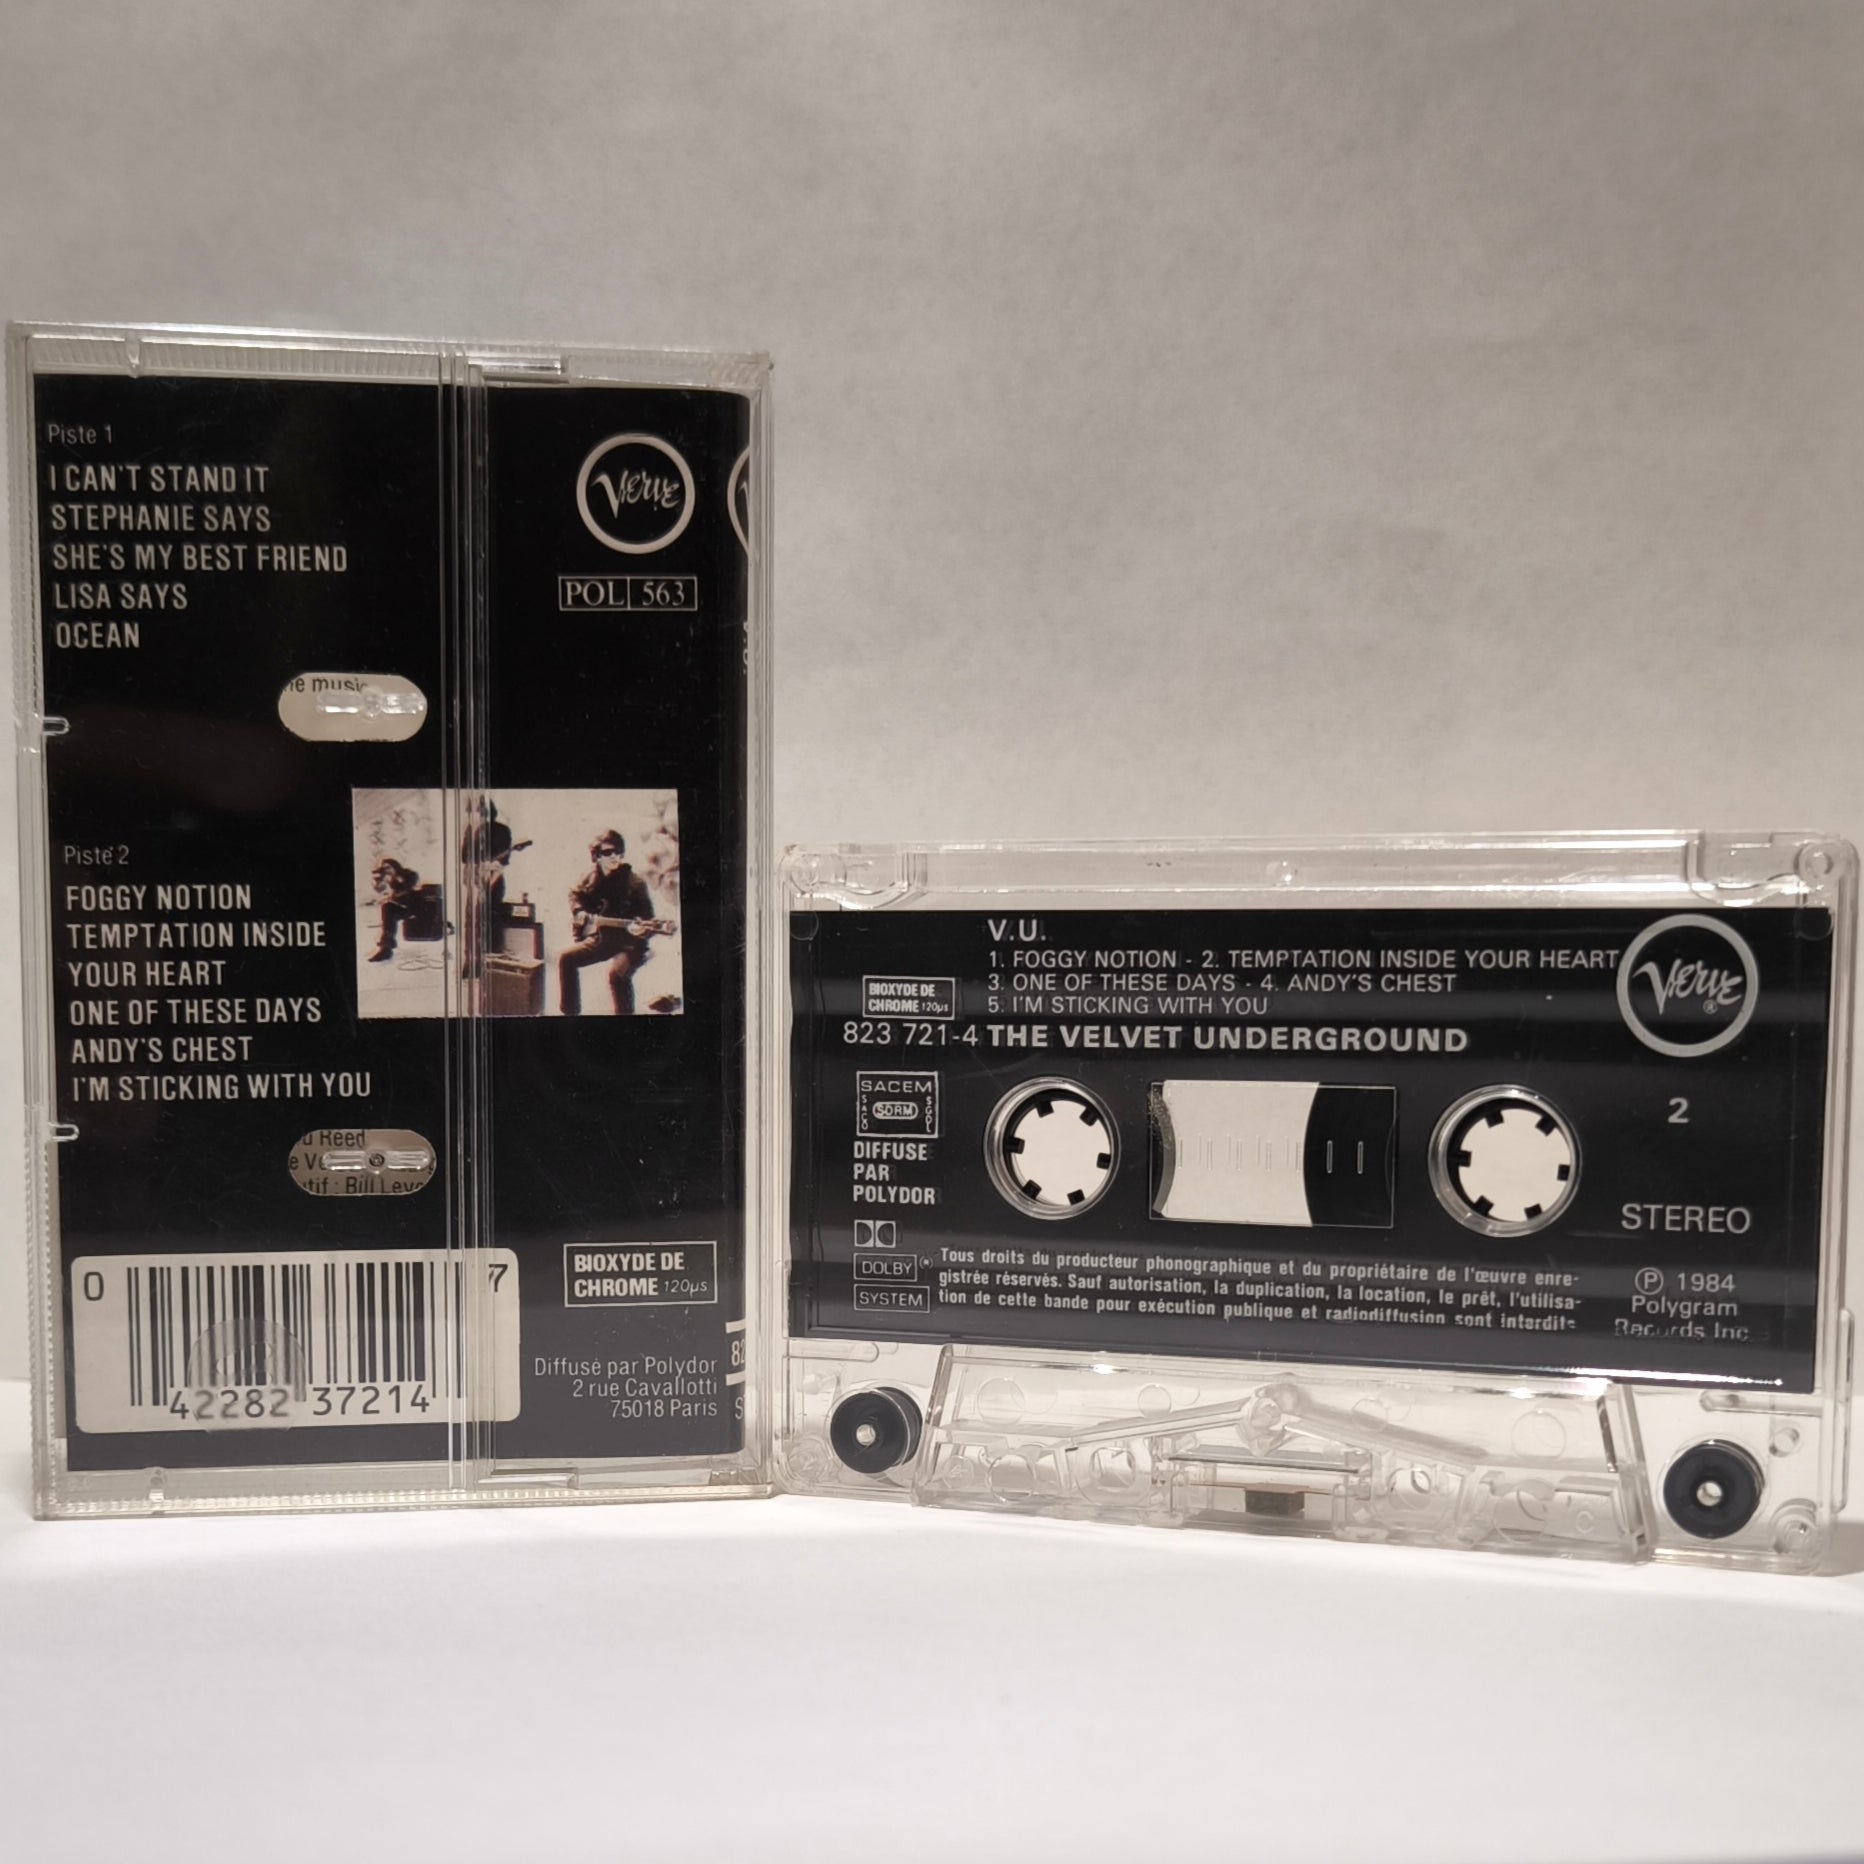 Piste 1
I CAN'T STAND IT
STEPHANIE SAYS
SHE'S MY BEST FRIEND
LISA SAYS
OCEAN
Verve
POL 563
music
Piste 2
FOGGY NOTION
TEMPTATION INSIDE
YOUR HEART
ONE OF THESE DAYS
ANDY'S CHEST
I'M STICKING WITH YOU
Reed
: Bill
BIOXYDE DE
CHROME 120µs
0 42282 37214 7
Diffusé par Polydor
2 rue Cavallotti
75018 Paris
V.U.
1. FOGGY NOTION - 2. TEMPTATION INSIDE YOUR HEART
3. ONE OF THESE DAYS - 4. ANDY'S CHEST
5. I'M STICKING WITH YOU
BIOXYDE DE
CHROME 120µs
823 721-4 THE VELVET UNDERGROUND
Verve ®
SACEM
SACD SDRM SGDL
DIFFUSE
PAR
POLYDOR
2
STEREO
DOLBY ®
SYSTEM
Tous droits du producteur phonographique et du propriétaire de l'œuvre enre-
gistrée réservés. Sauf autorisation, la duplication, la location, le prêt, l'utilisa-
tion de cette bande pour exécution publique et radiodiffusion sont interdits
Ⓟ 1984
Polygram
Records Inc.